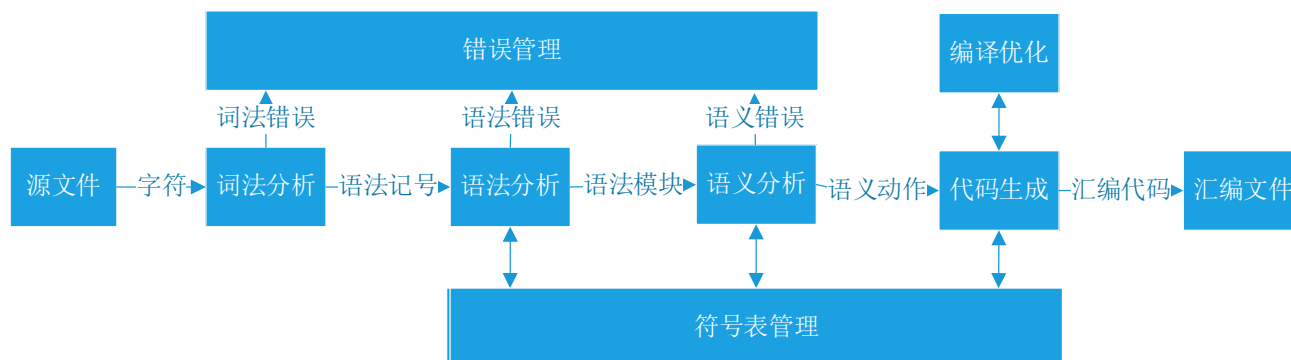 错误管理
编译优化
词法错误
语法错误
语义错误
源文件
字符
词法分析
语法记号
语法分析
语法模块
语义分析
语义动作
代码生成
汇编代码
汇编文件
符号表管理